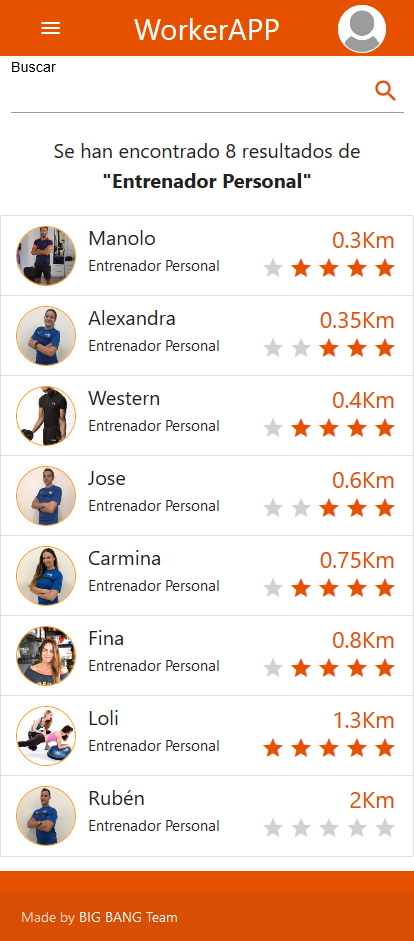 WorkerAPP
Buscar
Se han encontrado 8 resultados de
"Entrenador Personal"
Manolo
0.3Km
Entrenador Personal
Alexandra
0.35Km
Entrenador Personal
Western
0.4Km
Entrenador Personal
Jose
0.6Km
Entrenador Personal
Carmina
0.75Km
Entrenador Personal
Fina
0.8Km
Entrenador Personal
Loli
1.3Km
Entrenador Personal
Rubén
2Km
Entrenador Personal
Made by BIG BANG Team